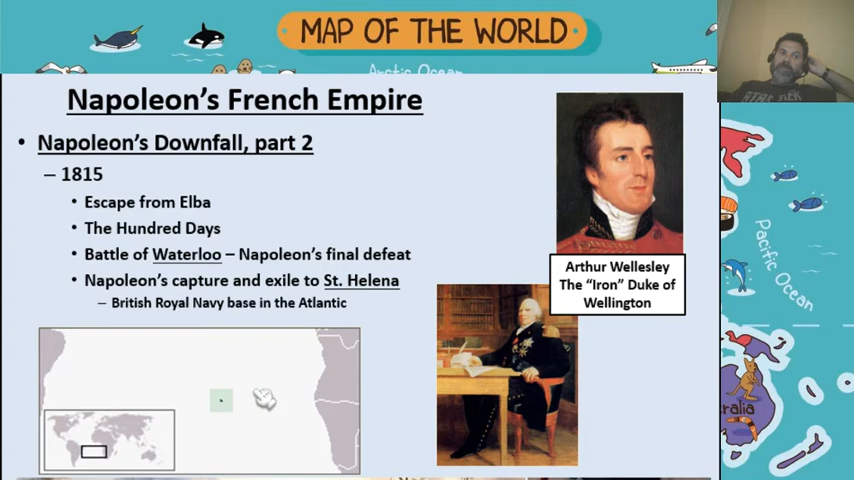 MAP OF THE WORLD
Arctic Ocean
Napoleon's French Empire
• Napoleon's Downfall, part 2
– 1815
• Escape from Elba
• The Hundred Days
• Battle of Waterloo – Napoleon's final defeat
• Napoleon's capture and exile to St. Helena
– British Royal Navy base in the Atlantic
Arthur Wellesley
The "Iron" Duke of
Wellington
Pacific Ocean
tralia